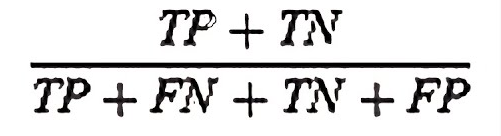 TP + TN
TP + FN + TN + FP